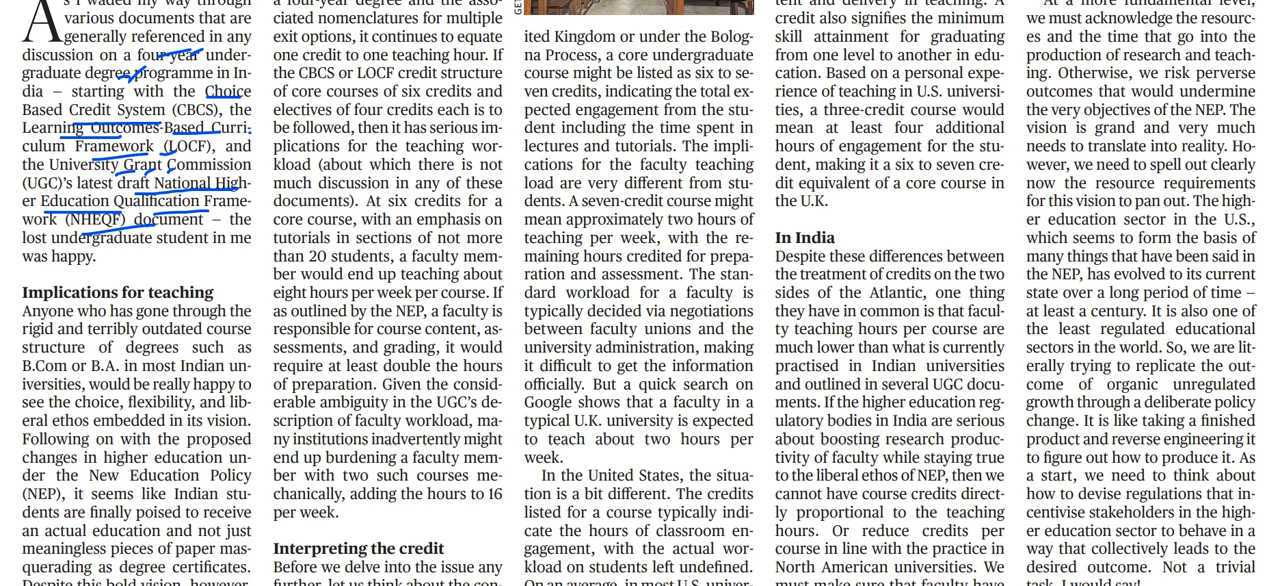 As I waded my way through
various documents that are
generally referenced in any
discussion on a four-year under-
graduate degree programme in In-
dia – starting with the Choice
Based Credit System (CBCS), the
Learning Outcomes-Based Curri-
culum Framework (LOCF), and
the University Grant Commission
(UGC)'s latest draft National High-
er Education Qualification Frame-
work (NHEQF) document – the
lost undergraduate student in me
was happy.
Implications for teaching
Anyone who has gone through the
rigid and terribly outdated course
structure of degrees such as
B.Com or B.A. in most Indian un-
iversities, would be really happy to
see the choice, flexibility, and lib-
eral ethos embedded in its vision.
Following on with the proposed
changes in higher education un-
der the New Education Policy
(NEP), it seems like Indian stu-
dents are finally poised to receive
an actual education and not just
meaningless pieces of paper mas-
querading as degree certificates.
Despite this bold vision, however,
a four-year degree and the asso-
ciated nomenclatures for multiple
exit options, it continues to equate
one credit to one teaching hour. If
the CBCS or LOCF credit structure
of core courses of six credits and
electives of four credits each is to
be followed, then it has serious im-
plications for the teaching wor-
kload (about which there is not
much discussion in any of these
documents). At six credits for a
core course, with an emphasis on
tutorials in sections of not more
than 20 students, a faculty mem-
ber would end up teaching about
eight hours per week per course. If
as outlined by the NEP, a faculty is
responsible for course content, as-
sessments, and grading, it would
require at least double the hours
of preparation. Given the consid-
erable ambiguity in the UGC's de-
scription of faculty workload, ma-
ny institutions inadvertently might
end up burdening a faculty mem-
ber with two such courses me-
chanically, adding the hours to 16
per week.
Interpreting the credit
Before we delve into the issue any
further, let us think about the con-
GET
ited Kingdom or under the Bolog-
na Process, a core undergraduate
course might be listed as six to se-
ven credits, indicating the total ex-
pected engagement from the stu-
dent including the time spent in
lectures and tutorials. The impli-
cations for the faculty teaching
load are very different from stu-
dents. A seven-credit course might
mean approximately two hours of
teaching per week, with the re-
maining hours credited for prepa-
ration and assessment. The stan-
dard workload for a faculty is
typically decided via negotiations
between faculty unions and the
university administration, making
it difficult to get the information
officially. But a quick search on
Google shows that a faculty in a
typical U.K. university is expected
to teach about two hours per
week.
In the United States, the situa-
tion is a bit different. The credits
listed for a course typically indi-
cate the hours of classroom en-
gagement, with the actual wor-
kload on students left undefined.
On an average, in most U.S. univer-
tent and delivery in teaching. A
credit also signifies the minimum
skill attainment for graduating
from one level to another in edu-
cation. Based on a personal expe-
rience of teaching in U.S. universi-
ties, a three-credit course would
mean at least four additional
hours of engagement for the stu-
dent, making it a six to seven cre-
dit equivalent of a core course in
the U.K.
In India
Despite these differences between
the treatment of credits on the two
sides of the Atlantic, one thing
they have in common is that facul-
ty teaching hours per course are
much lower than what is currently
practised in Indian universities
and outlined in several UGC docu-
ments. If the higher education reg-
ulatory bodies in India are serious
about boosting research produc-
tivity of faculty while staying true
to the liberal ethos of NEP, then we
cannot have course credits direct-
ly proportional to the teaching
hours. Or reduce credits per
course in line with the practice in
North American universities. We
must make sure that faculty have
At a more fundamental level,
we must acknowledge the resourc-
es and the time that go into the
production of research and teach-
ing. Otherwise, we risk perverse
outcomes that would undermine
the very objectives of the NEP. The
vision is grand and very much
needs to translate into reality. Ho-
wever, we need to spell out clearly
now the resource requirements
for this vision to pan out. The high-
er education sector in the U.S.,
which seems to form the basis of
many things that have been said in
the NEP, has evolved to its current
state over a long period of time –
at least a century. It is also one of
the least regulated educational
sectors in the world. So, we are lit-
erally trying to replicate the out-
come of organic unregulated
growth through a deliberate policy
change. It is like taking a finished
product and reverse engineering it
to figure out how to produce it. As
a start, we need to think about
how to devise regulations that in-
centivise stakeholders in the high-
er education sector to behave in a
way that collectively leads to the
desired outcome. Not a trivial
task, I would say!